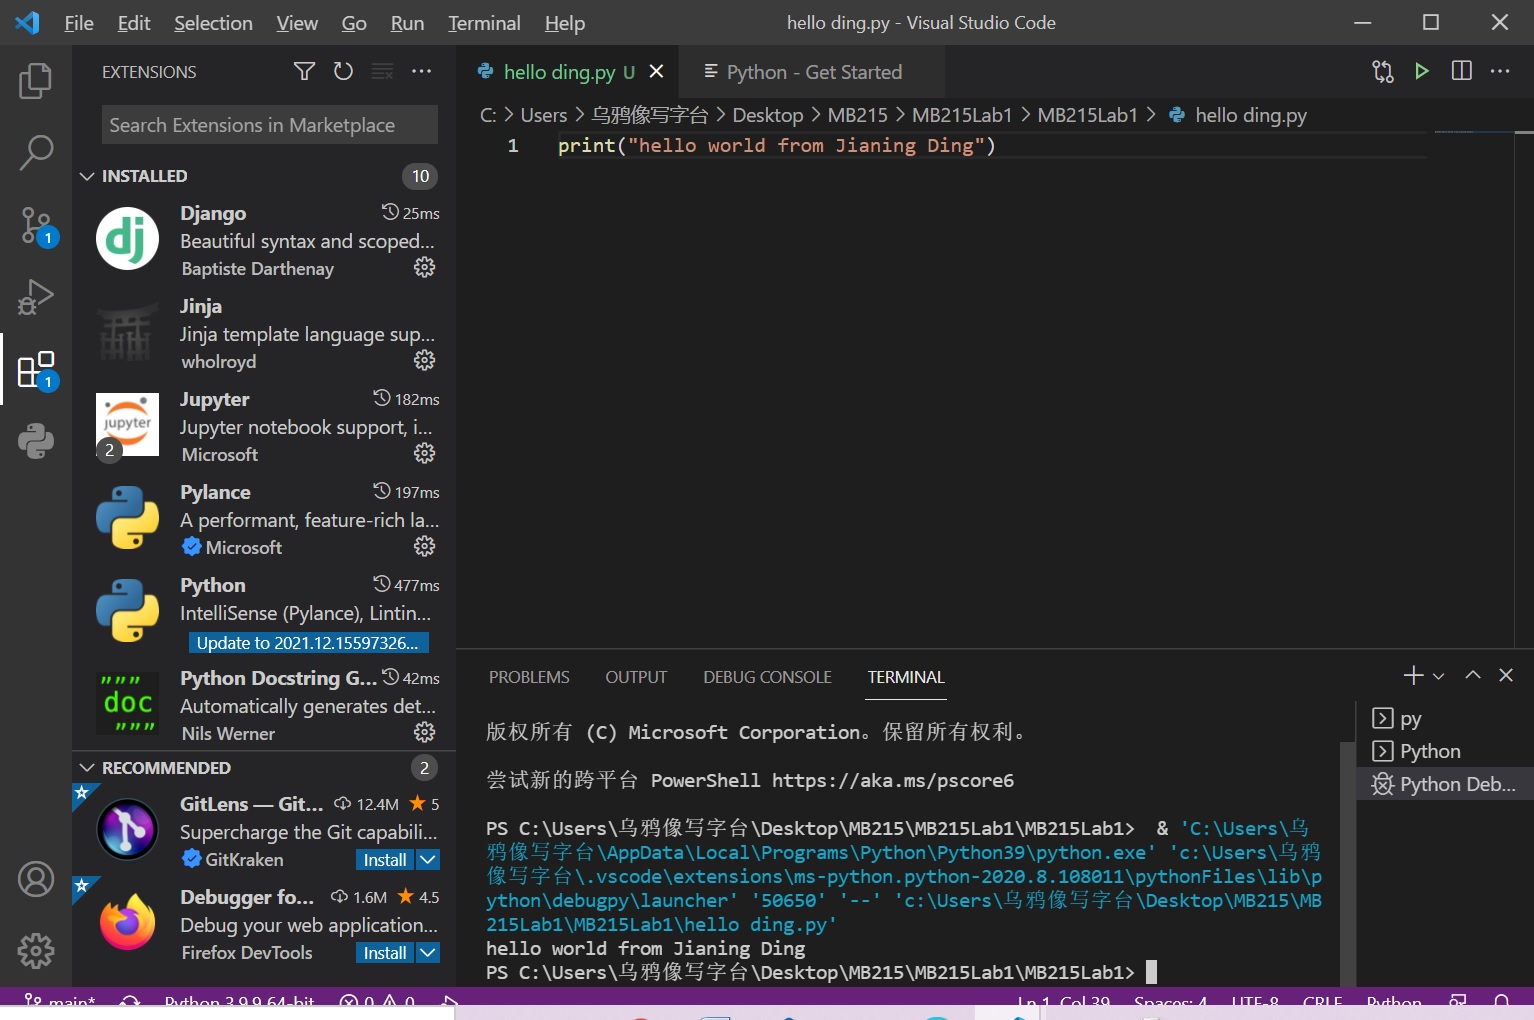 File Edit Selection View Go Run Terminal Help
hello ding.py - Visual Studio Code
EXTENSIONS
Search Extensions in Marketplace
INSTALLED 10
Django 25ms
Beautiful syntax and scoped...
Baptiste Darthenay
Jinja
Jinja template language sup...
wholroyd
Jupyter 182ms
Jupyter notebook support, i...
Microsoft
2
Pylance 197ms
A performant, feature-rich la...
Microsoft
Python 477ms
IntelliSense (Pylance), Lintin...
Update to 2021.12.15597326...
Python Docstring G... 42ms
Automatically generates det...
Nils Werner
RECOMMENDED 2
GitLens — Git... 12.4M 5
Supercharge the Git capabili...
GitKraken Install
Debugger fo... 1.6M 4.5
Debug your web application...
Firefox DevTools Install
1
1
dj
jupyter
""" doc """
hello ding.py U
Python - Get Started
C: > Users > 乌鸦像写字台 > Desktop > MB215 > MB215Lab1 > MB215Lab1 > hello ding.py
1 print("hello world from Jianing Ding")
PROBLEMS OUTPUT DEBUG CONSOLE TERMINAL
版权所有 (C) Microsoft Corporation。保留所有权利。
尝试新的跨平台 PowerShell https://aka.ms/pscore6
PS C:\Users\乌鸦像写字台\Desktop\MB215\MB215Lab1\MB215Lab1> & 'C:\Users\乌
鸦像写字台\AppData\Local\Programs\Python\Python39\python.exe' 'c:\Users\乌鸦
像写字台\.vscode\extensions\ms-python.python-2020.8.108011\pythonFiles\lib\p
ython\debugpy\launcher' '50650' '--' 'c:\Users\乌鸦像写字台\Desktop\MB215\MB
215Lab1\MB215Lab1\hello ding.py'
hello world from Jianing Ding
PS C:\Users\乌鸦像写字台\Desktop\MB215\MB215Lab1\MB215Lab1>
py
Python
Python Deb...
main* Python 3.9.9 64-bit 0 0 Ln 1, Col 39 Spaces: 4 UTF-8 CRLF Python